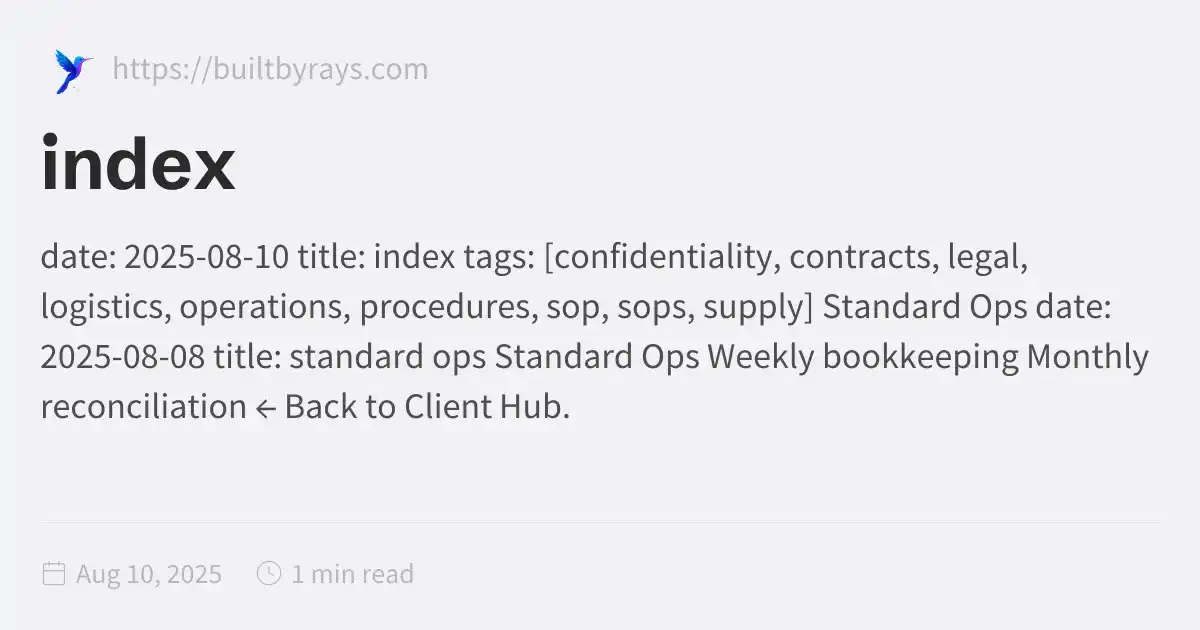 https://builtbyrays.com
index
date: 2025-08-10 title: index tags: [confidentiality, contracts, legal,
logistics, operations, procedures, sop, sops, supply] Standard Ops date:
2025-08-08 title: standard ops Standard Ops Weekly bookkeeping Monthly
reconciliation ← Back to Client Hub.
Aug 10, 2025 1 min read